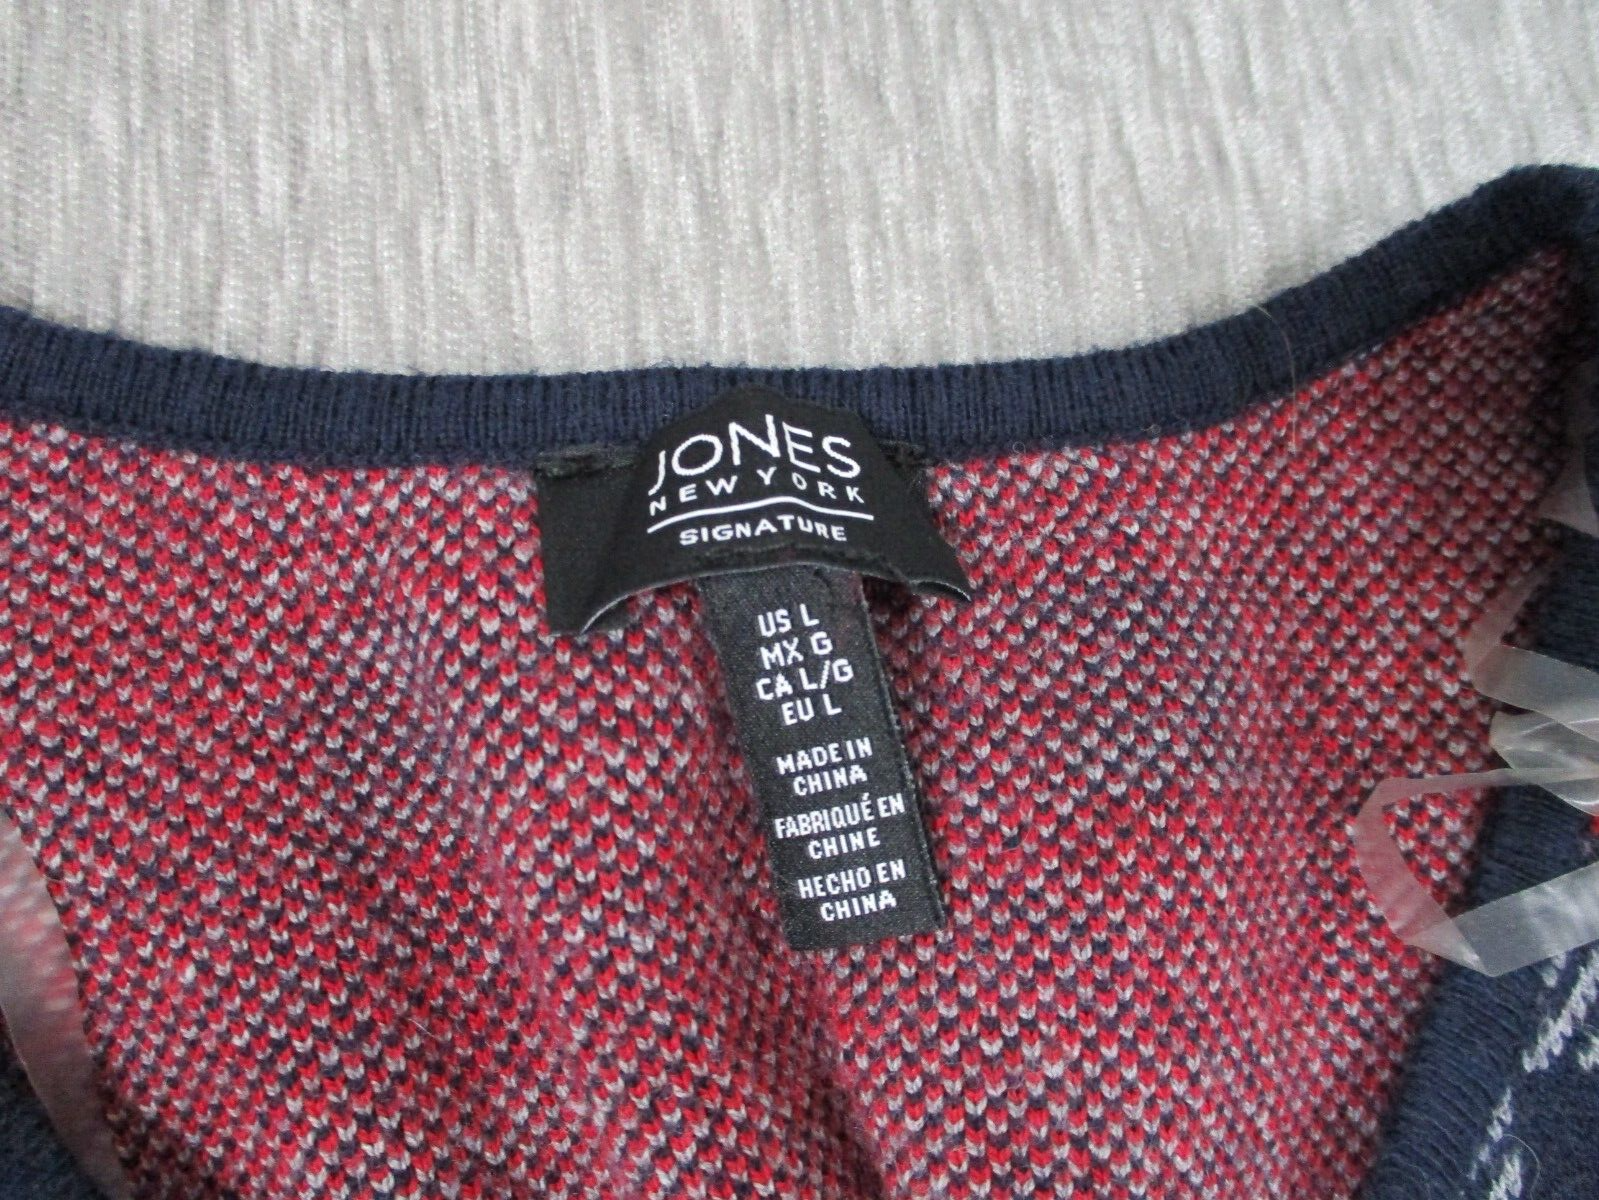 JONES
NEW YORK
SIGNATURE
US L
MX G
CA L/G
EU L
MADE IN
CHINA
FABRIQUÉ EN
CHINE
HECHO EN
CHINA